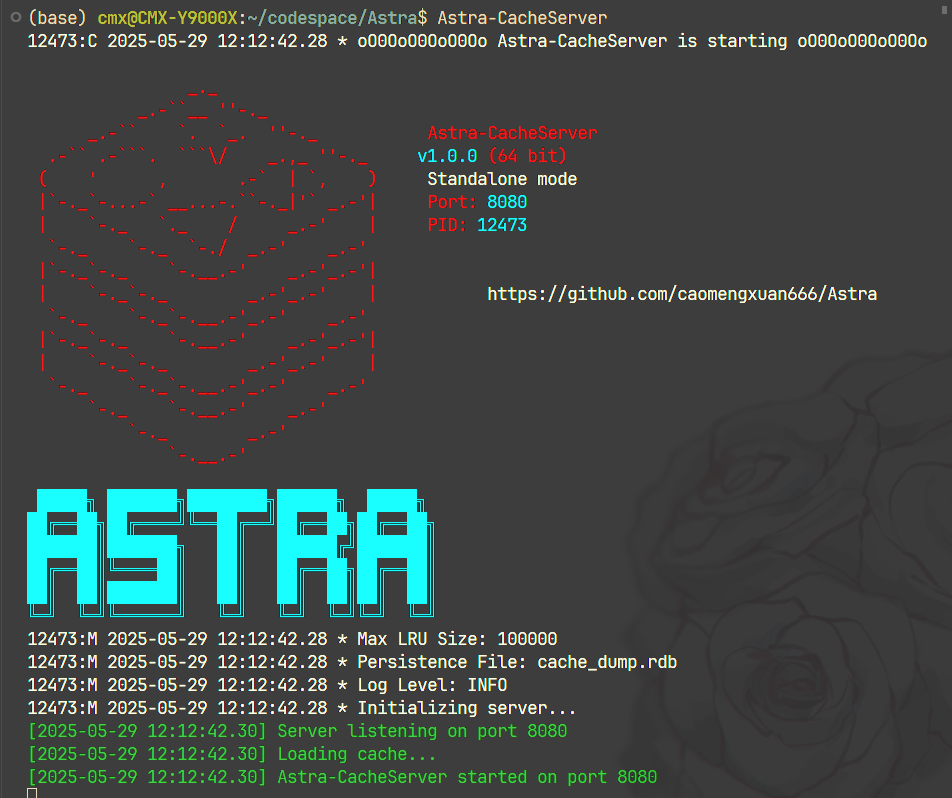 (base) cmx@CMX-Y9000X:~/codespace/Astra$ Astra-CacheServer
12473:C 2025-05-29 12:12:42.28 * oO0OoO0OoO0Oo Astra-CacheServer is starting oO0OoO0OoO0Oo
Astra-CacheServer
v1.0.0 (64 bit)
Standalone mode
Port: 8080
PID: 12473
https://github.com/caomengxuan666/Astra
ASTRA
12473:M 2025-05-29 12:12:42.28 * Max LRU Size: 100000
12473:M 2025-05-29 12:12:42.28 * Persistence File: cache_dump.rdb
12473:M 2025-05-29 12:12:42.28 * Log Level: INFO
12473:M 2025-05-29 12:12:42.28 * Initializing server...
[2025-05-29 12:12:42.30] Server listening on port 8080
[2025-05-29 12:12:42.30] Loading cache...
[2025-05-29 12:12:42.30] Astra-CacheServer started on port 8080